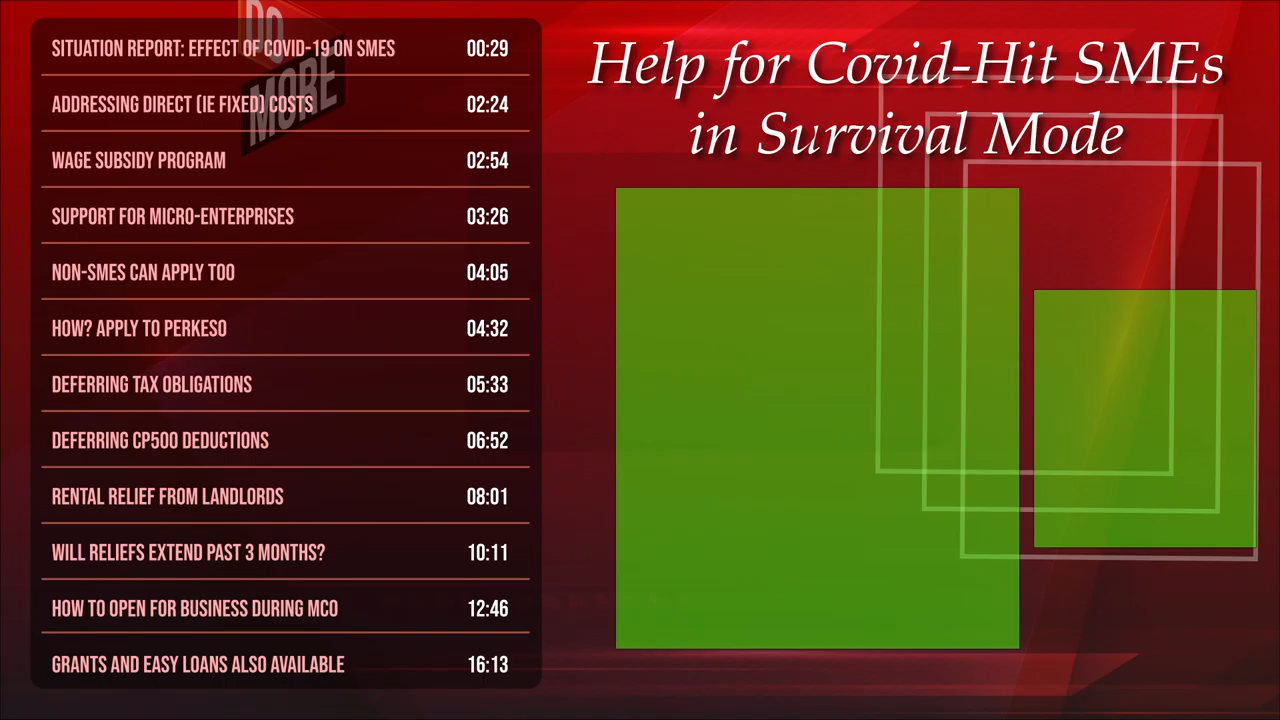 Help for Covid-Hit SMEs
in Survival Mode
DO
MORE
SITUATION REPORT: EFFECT OF COVID-19 ON SMES 00:29
ADDRESSING DIRECT (IE FIXED) COSTS 02:24
WAGE SUBSIDY PROGRAM 02:54
SUPPORT FOR MICRO-ENTERPRISES 03:26
NON-SMES CAN APPLY TOO 04:05
HOW? APPLY TO PERKESO 04:32
DEFERRING TAX OBLIGATIONS 05:33
DEFERRING CP500 DEDUCTIONS 06:52
RENTAL RELIEF FROM LANDLORDS 08:01
WILL RELIEFS EXTEND PAST 3 MONTHS? 10:11
HOW TO OPEN FOR BUSINESS DURING MCO 12:46
GRANTS AND EASY LOANS ALSO AVAILABLE 16:13